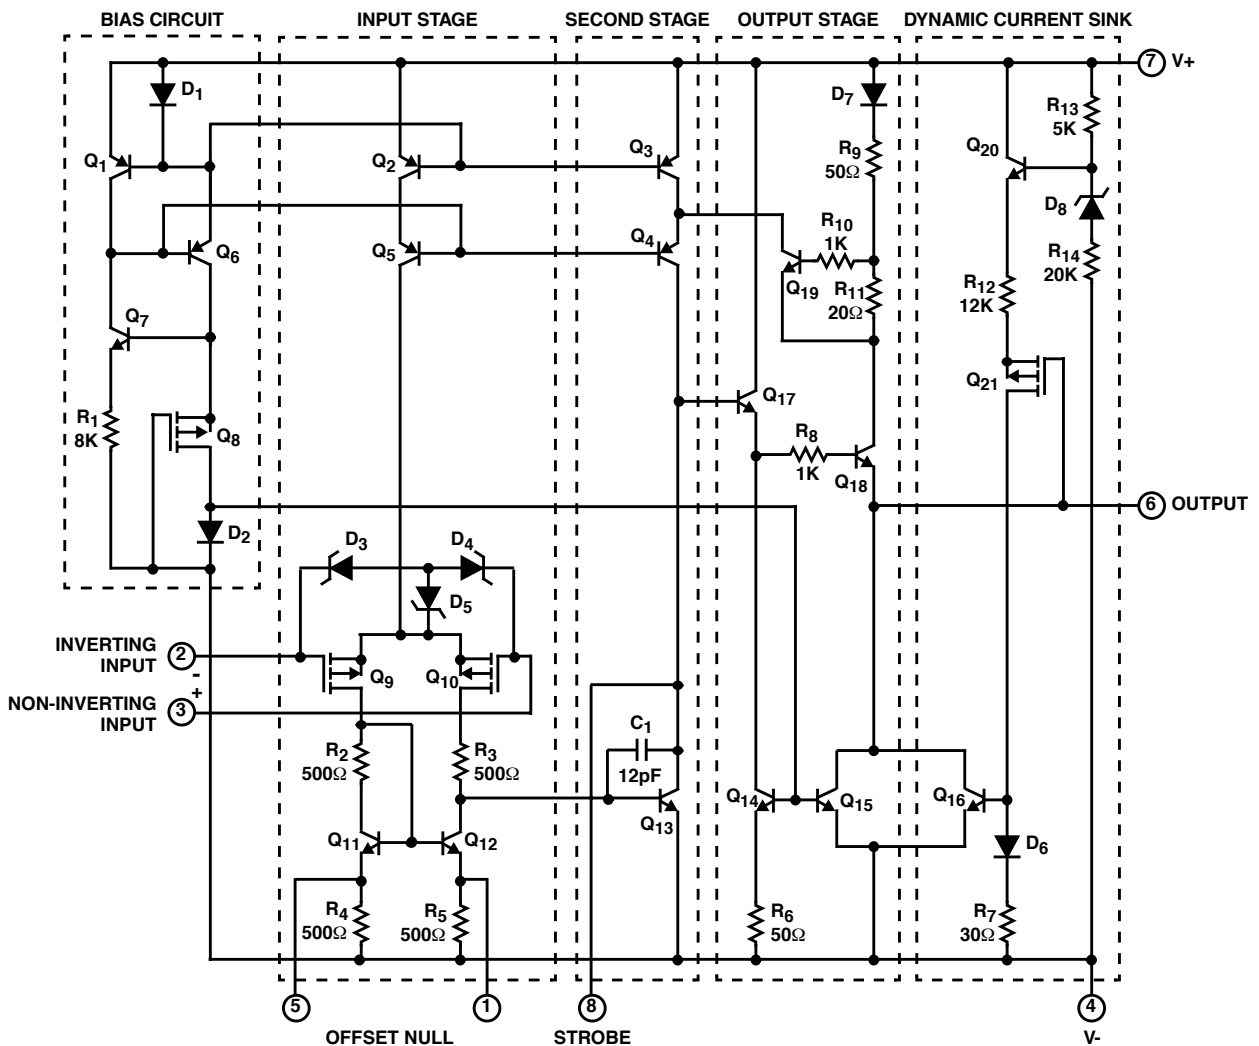 BIAS CIRCUIT
INPUT STAGE
SECOND STAGE
OUTPUT STAGE
DYNAMIC CURRENT SINK
7 V+
D1
D7
R13
5K
Q1
Q2
Q3
R9
50Ω
Q20
D8
Q6
Q5
Q4
R10
1K
R14
20K
Q19
R11
20Ω
R12
12K
Q7
Q21
Q17
R1
8K
Q8
R8
1K
Q18
6 OUTPUT
D2
D3
D4
D5
INVERTING
INPUT
2
-
Q9
Q10
+
NON-INVERTING
INPUT
3
R2
500Ω
R3
500Ω
C1
12pF
Q13
Q14
Q15
Q16
Q11
Q12
D6
R4
500Ω
R5
500Ω
R6
50Ω
R7
30Ω
5
1
8
4
OFFSET NULL
STROBE
V-